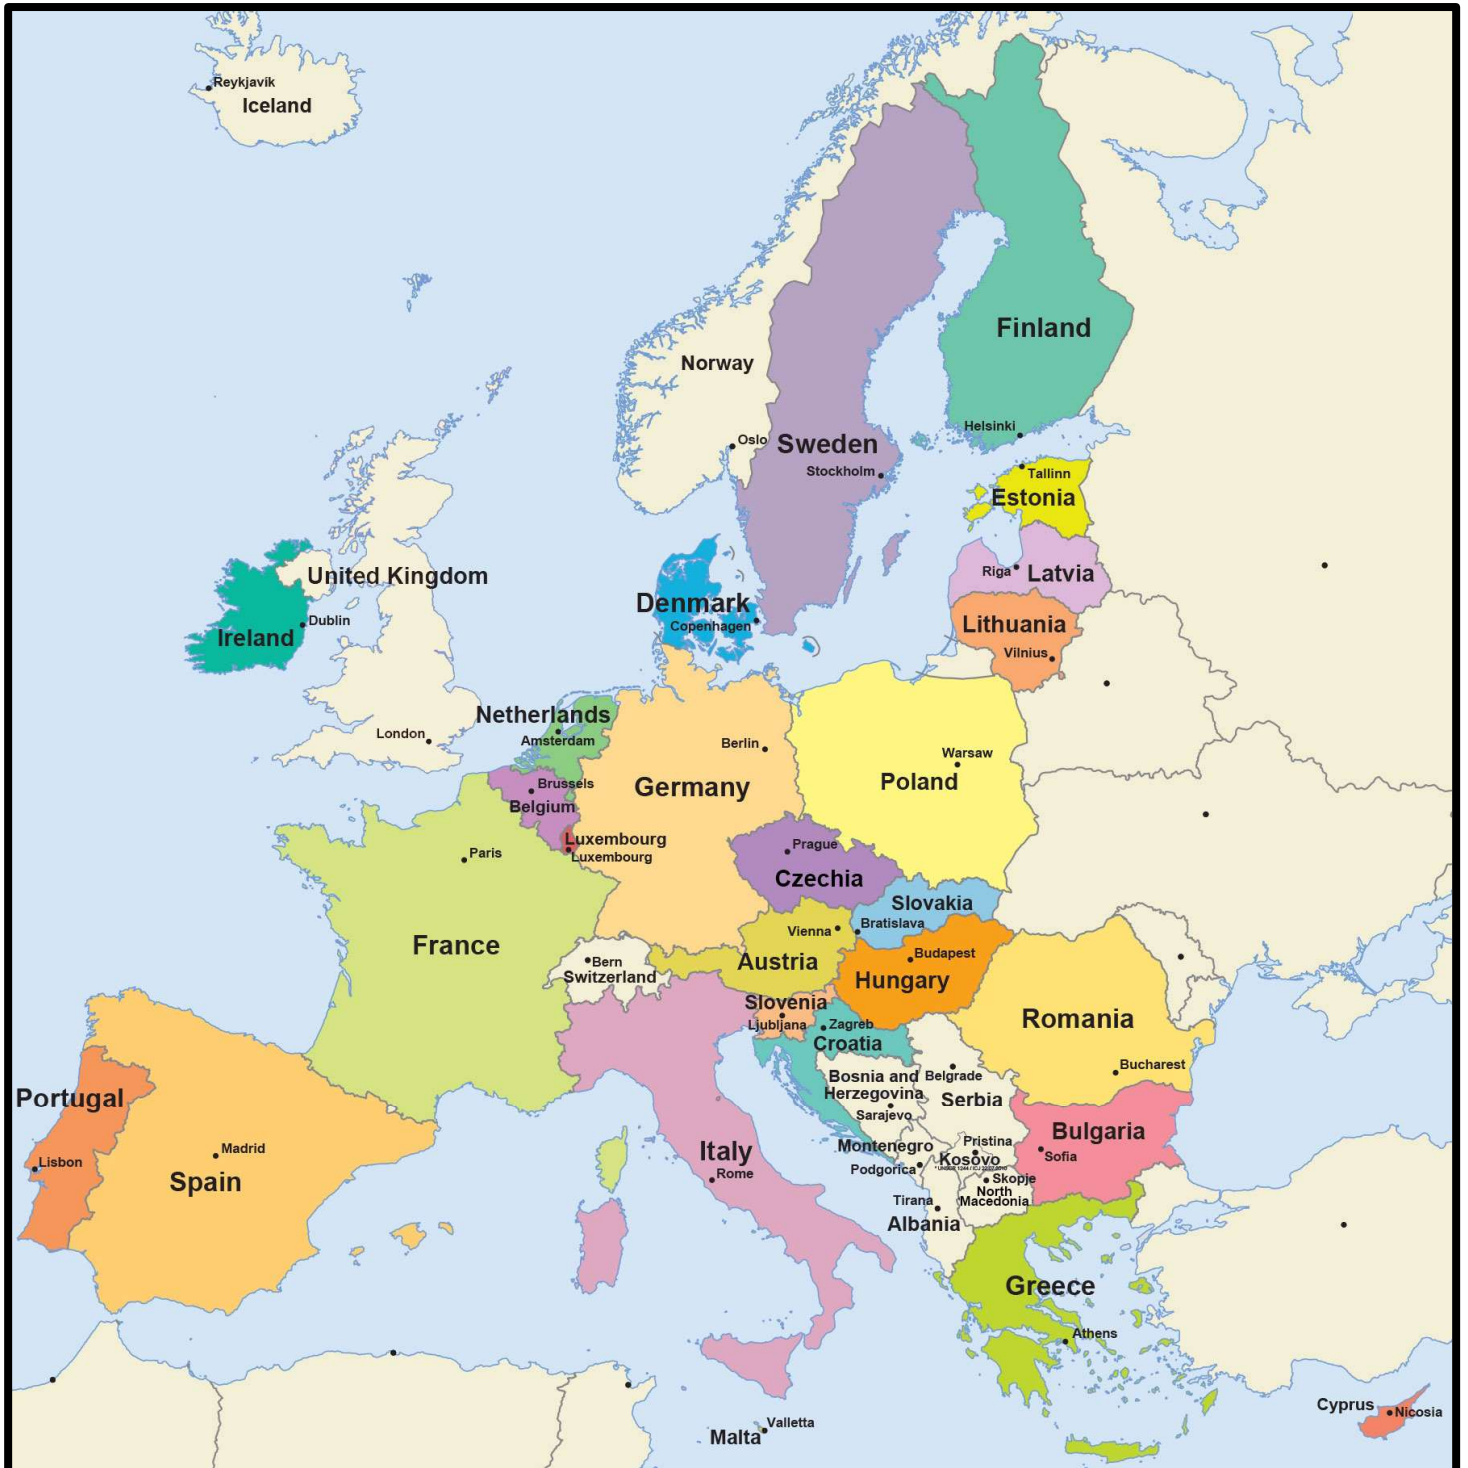 Reykjavík
Iceland
Finland
Norway
Helsinki
Oslo
Sweden
Stockholm
Tallinn
Estonia
Riga
Latvia
United Kingdom
Denmark
Copenhagen
Dublin
Ireland
Lithuania
Vilnius
Netherlands
Amsterdam
London
Berlin
Warsaw
Poland
Germany
Brussels
Belgium
Luxembourg
Luxembourg
Paris
Prague
Czechia
Slovakia
Bratislava
Vienna
France
Austria
Budapest
Hungary
Bern
Switzerland
Slovenia
Ljubljana
Zagreb
Croatia
Romania
Bucharest
Bosnia and
Herzegovina
Sarajevo
Belgrade
Serbia
Portugal
Lisbon
Madrid
Spain
Italy
Rome
Montenegro
Podgorica
Pristina
Kosovo
Bulgaria
Sofia
Skopje
North
Macedonia
Tirana
Albania
Greece
Athens
Cyprus
Nicosia
Valletta
Malta